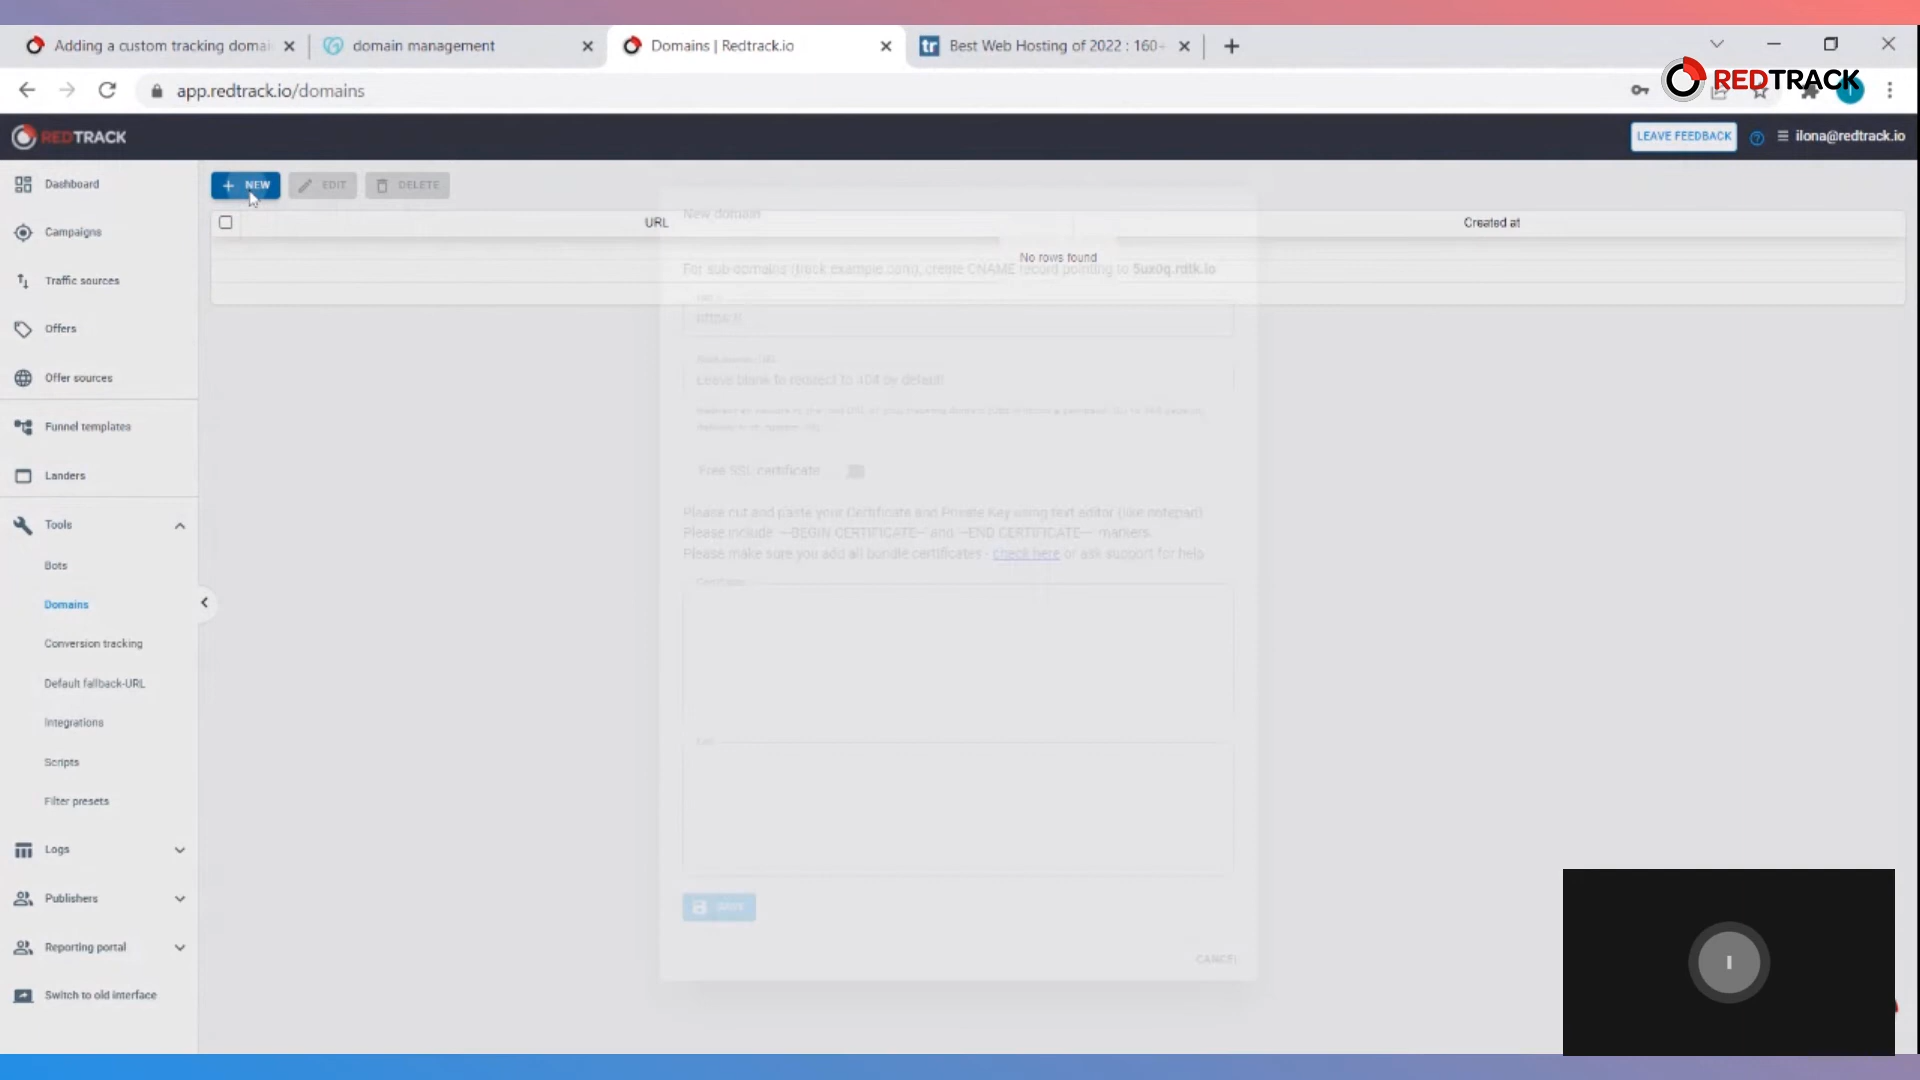 Adding a custom tracking domai
domain management
Domains | Redtrack.io
Best Web Hosting of 2022 : 160+
app.redtrack.io/domains
REDTRACK
REDTRACK
LEAVE FEEDBACK
ilona@redtrack.io
Dashboard
Campaigns
Traffic sources
Offers
Offer sources
Funnel templates
Landers
Tools
Bots
Domains
Conversion tracking
Default fallback-URL
Integrations
Scripts
Filter presets
Logs
Publishers
Reporting portal
Switch to old interface
+ NEW
EDIT
DELETE
URL
Created at
No rows found
New domain
For sub-domains (track.example.com), create CNAME record pointing to 5ux0q.rdtk.io
https://
Leave blank to redirect to 404 by default
Free SSL certificate
Please cut and paste your Certificate and Private Key using text editor (like notepad)
Please include —BEGIN CERTIFICATE— and —END CERTIFICATE— markers.
Please make sure you add all bundle certificates - check here or ask support for help
Certificate
Key
SAVE
CANCEL
I